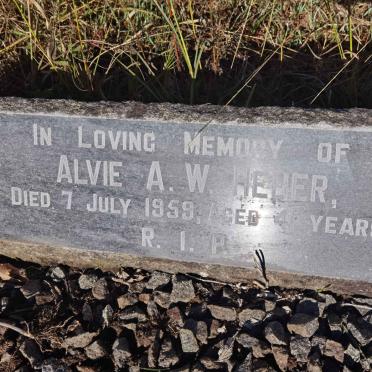 IN LOVING MEMORY OF
ALVIE A. W.
DIED 7 JULY 1959, AGED YEARS
R. I. P.